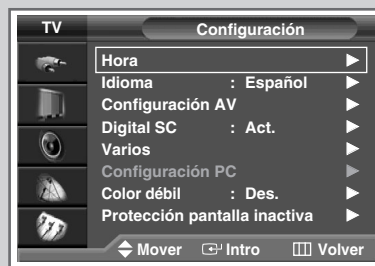 TV Configuración
Hora
Idioma : Español
Configuración AV
Digital SC : Act.
Varios
Configuración PC
Color débil : Des.
Protección pantalla inactiva
Mover Intro Volver